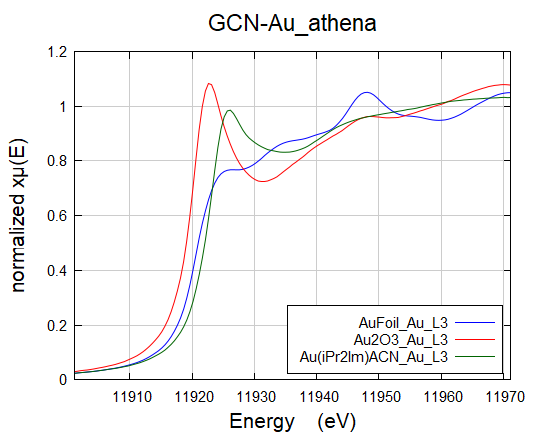 GCN-Au_athena
normalized xμ(E)
1.2
1
0.8
0.6
0.4
0.2
0
AuFoil_Au_L3
Au2O3_Au_L3
Au(iPr2Im)ACN_Au_L3
11910 11920 11930 11940 11950 11960 11970
Energy (eV)